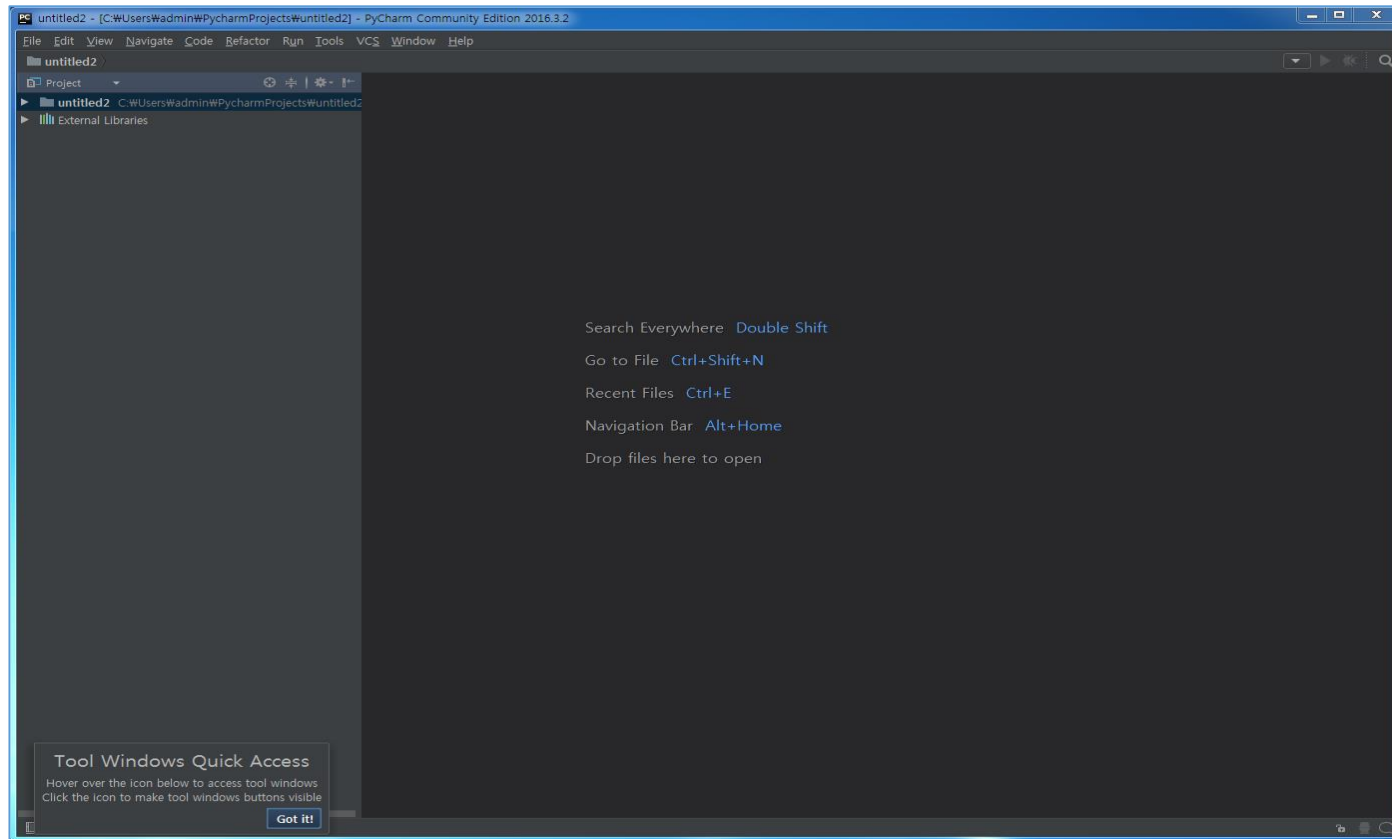 PC untitled2 - [C:₩Users₩admin₩PycharmProjects₩untitled2] - PyCharm Community Edition 2016.3.2
File Edit View Navigate Code Refactor Run Tools VCS Window Help
untitled2
Project
untitled2 C:₩Users₩admin₩PycharmProjects₩untitled2
External Libraries
Search Everywhere Double Shift
Go to File Ctrl+Shift+N
Recent Files Ctrl+E
Navigation Bar Alt+Home
Drop files here to open
Tool Windows Quick Access
Hover over the icon below to access tool windows
Click the icon to make tool windows buttons visible
Got it!